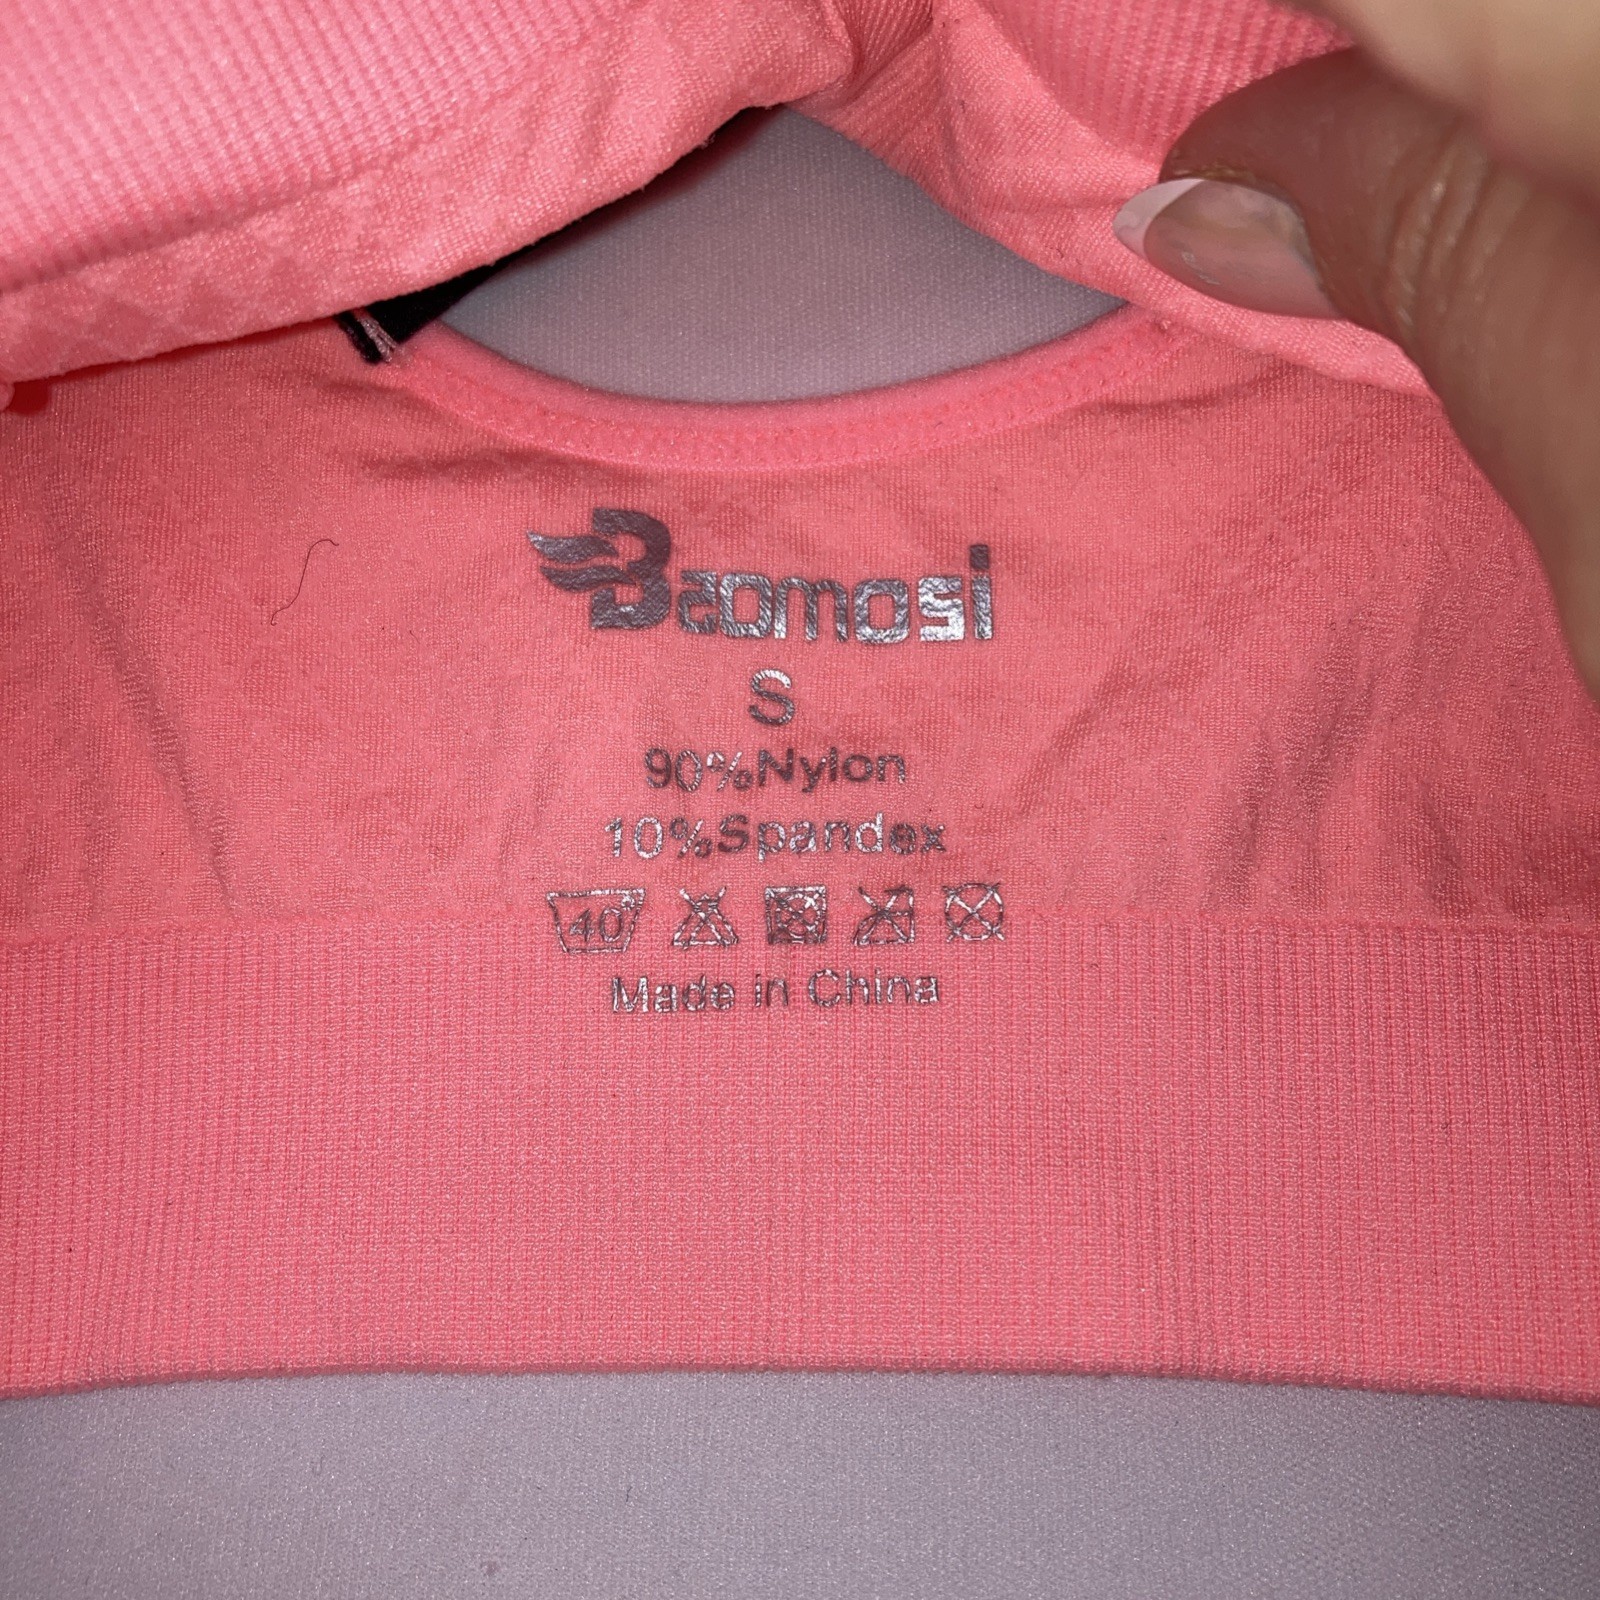 Baomosi
S
90%Nylon
10%Spandex
40°
Made in China